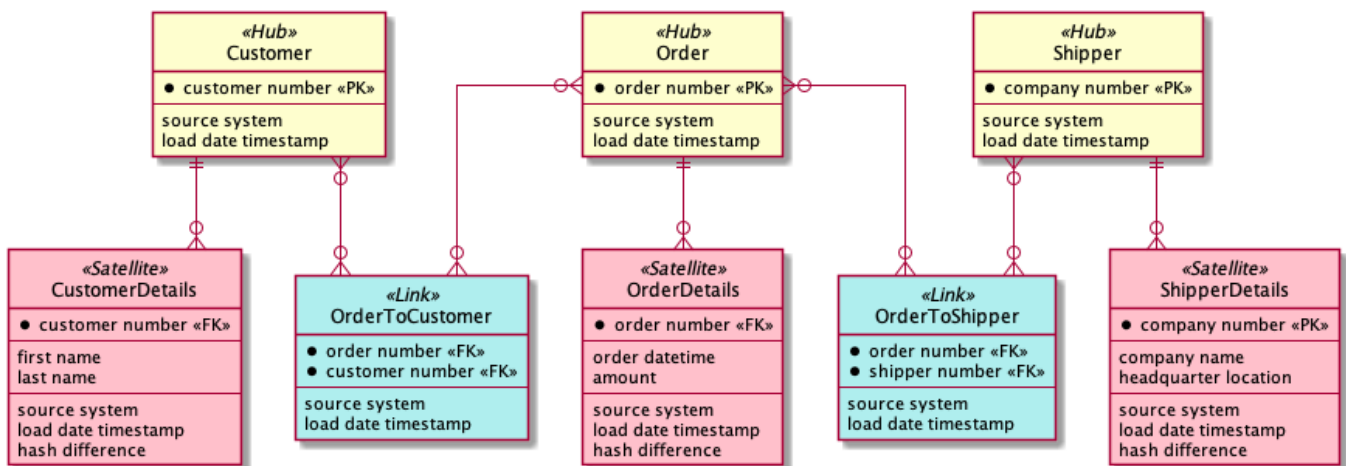 «Hub»
Customer
● customer number «PK»
source system
load date timestamp
«Hub»
Order
● order number «PK»
source system
load date timestamp
«Hub»
Shipper
● company number «PK»
source system
load date timestamp
«Satellite»
CustomerDetails
● customer number «FK»
first name
last name
source system
load date timestamp
hash difference
«Link»
OrderToCustomer
● order number «FK»
● customer number «FK»
source system
load date timestamp
«Satellite»
OrderDetails
● order number «FK»
order datetime
amount
source system
load date timestamp
hash difference
«Link»
OrderToShipper
● order number «FK»
● shipper number «FK»
source system
load date timestamp
«Satellite»
ShipperDetails
● company number «PK»
company name
headquarter location
source system
load date timestamp
hash difference